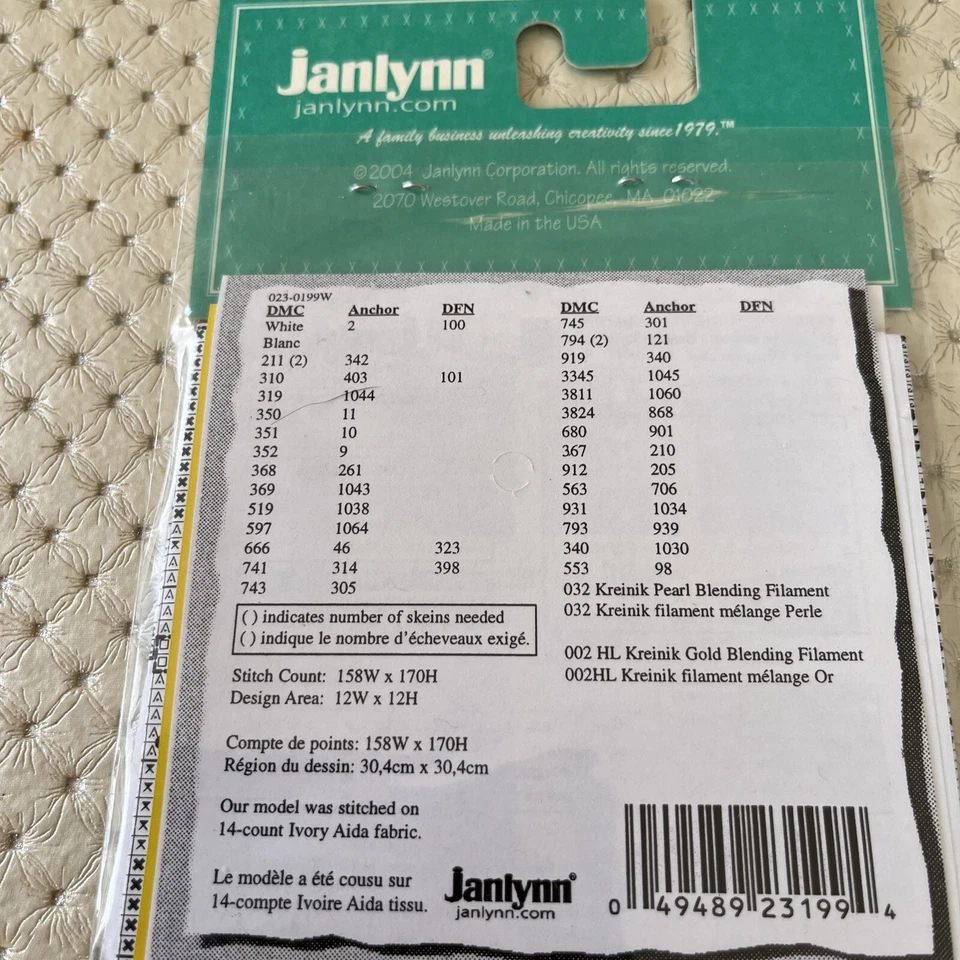 janlynn®
janlynn.com
A family business unleashing creativity since 1979.™
©2004 Janlynn Corporation. All rights reserved.
2070 Westover Road, Chicopee, MA 01022
Made in the USA
023-0199W
DMC Anchor DFN
White 2 100
Blanc
211 (2) 342
310 403 101
319 1044
350 11
351 10
352 9
368 261
369 1043
519 1038
597 1064
666 46 323
741 314 398
743 305
( ) indicates number of skeins needed
( ) indique le nombre d'écheveaux exigé.
Stitch Count: 158W x 170H
Design Area: 12W x 12H
Compte de points: 158W x 170H
Région du dessin: 30,4cm x 30,4cm
Our model was stitched on
14-count Ivory Aida fabric.
Le modèle a été cousu sur
14-compte Ivoire Aida tissu.
DMC Anchor DFN
745 301
794 (2) 121
919 340
3345 1045
3811 1060
3824 868
680 901
367 210
912 205
563 706
931 1034
793 939
340 1030
553 98
032 Kreinik Pearl Blending Filament
032 Kreinik filament mélange Perle
002 HL Kreinik Gold Blending Filament
002HL Kreinik filament mélange Or
janlynn®
janlynn.com
0 49489 23199 4